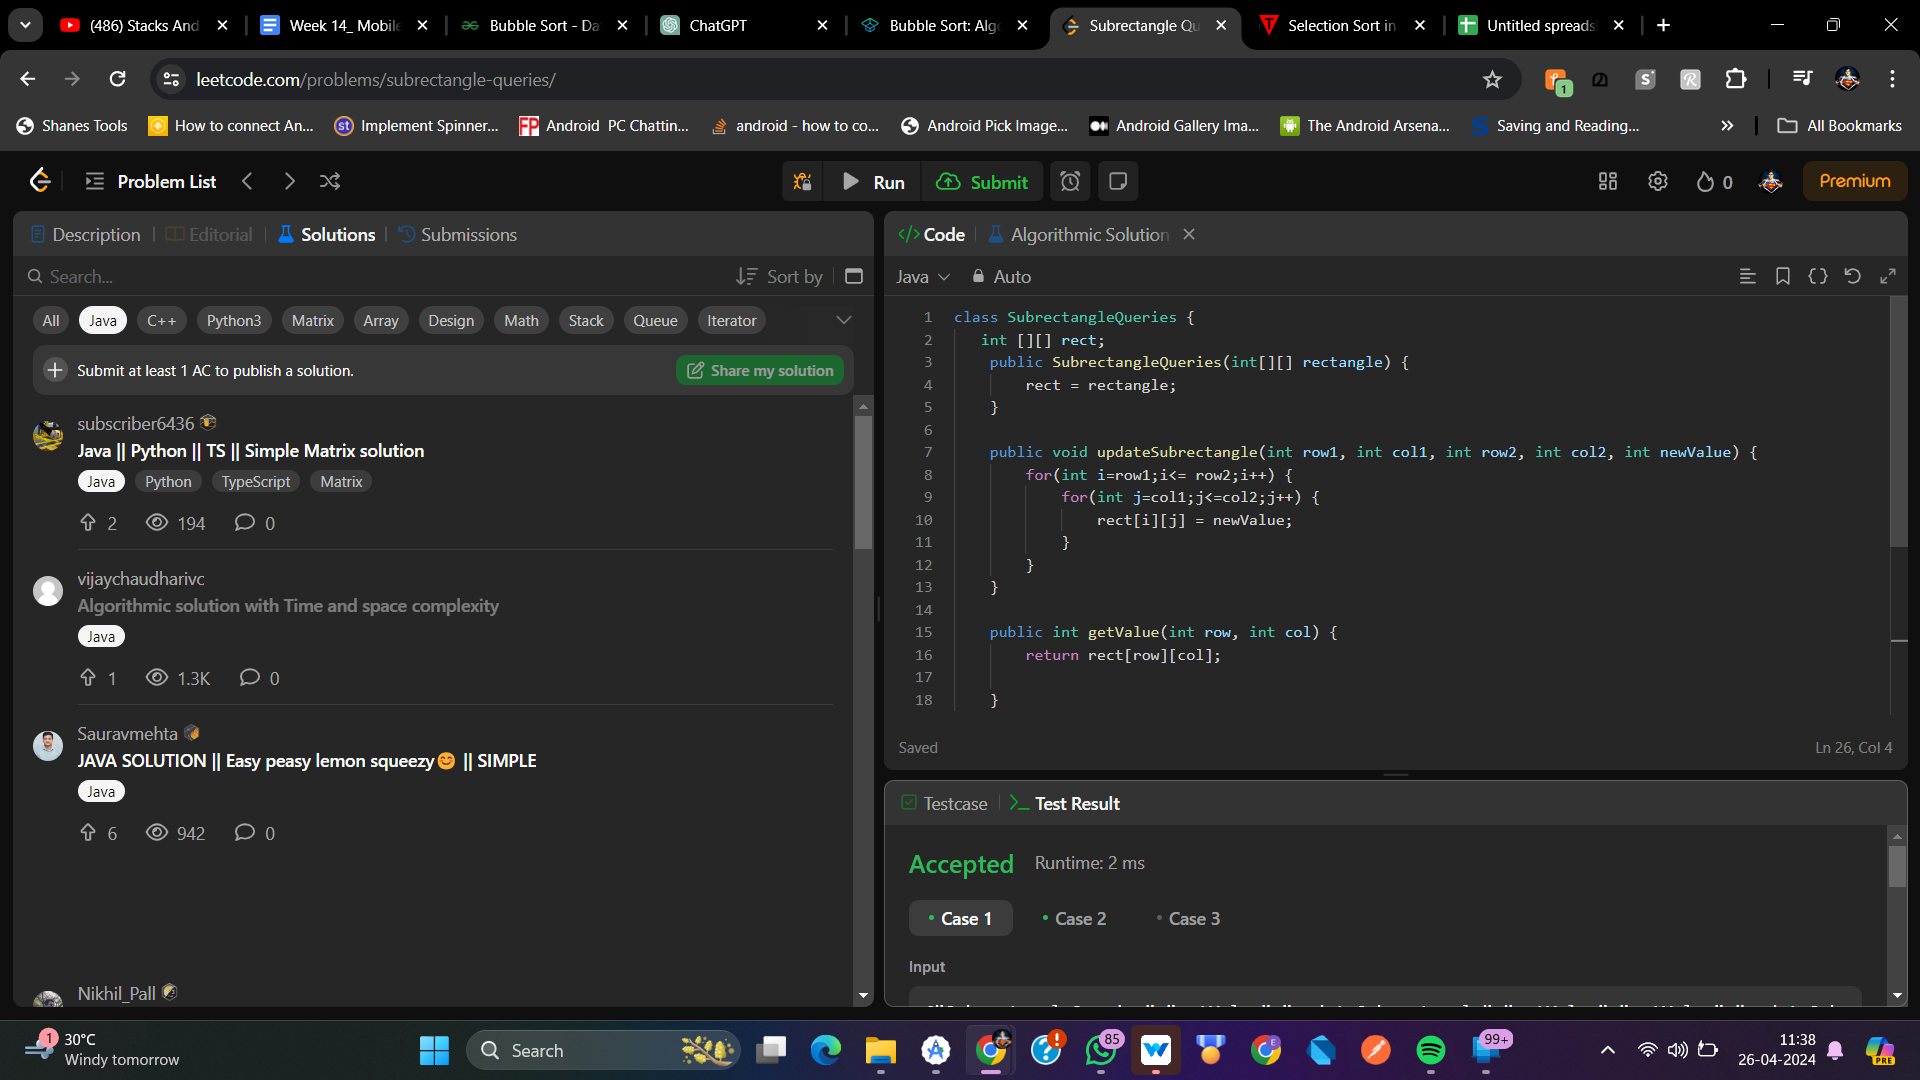 (486) Stacks And
Week 14_ Mobile
Bubble Sort - Da
ChatGPT
Bubble Sort: Algo
Subrectangle Qu
Selection Sort in
Untitled spreads
leetcode.com/problems/subrectangle-queries/
1
Shanes Tools
How to connect An...
Implement Spinner...
Android PC Chattin...
android - how to co...
Android Pick Image...
Android Gallery Ima...
The Android Arsena...
Saving and Reading...
All Bookmarks
Problem List
Run
Submit
0
Premium
Description
Editorial
Solutions
Submissions
Search...
Sort by
All
Java
C++
Python3
Matrix
Array
Design
Math
Stack
Queue
Iterator
Submit at least 1 AC to publish a solution.
Share my solution
subscriber6436
Java || Python || TS || Simple Matrix solution
Java
Python
TypeScript
Matrix
2
194
0
vijaychaudharivc
Algorithmic solution with Time and space complexity
Java
1
1.3K
0
Sauravmehta
JAVA SOLUTION || Easy peasy lemon squeezy😊 || SIMPLE
Java
6
942
0
Nikhil_Pall
</> Code
Algorithmic Solution
Java
Auto
1 class SubrectangleQueries {
2 int [][] rect;
3 public SubrectangleQueries(int[][] rectangle) {
4 rect = rectangle;
5 }
6
7 public void updateSubrectangle(int row1, int col1, int row2, int col2, int newValue) {
8 for(int i=row1;i<= row2;i++) {
9 for(int j=col1;j<=col2;j++) {
10 rect[i][j] = newValue;
11 }
12 }
13 }
14
15 public int getValue(int row, int col) {
16 return rect[row][col];
17
18 }
Saved
Ln 26, Col 4
Testcase
Test Result
Accepted
Runtime: 2 ms
Case 1
Case 2
Case 3
Input
1
30°C
Windy tomorrow
Search
85
99+
11:38
26-04-2024
PRE